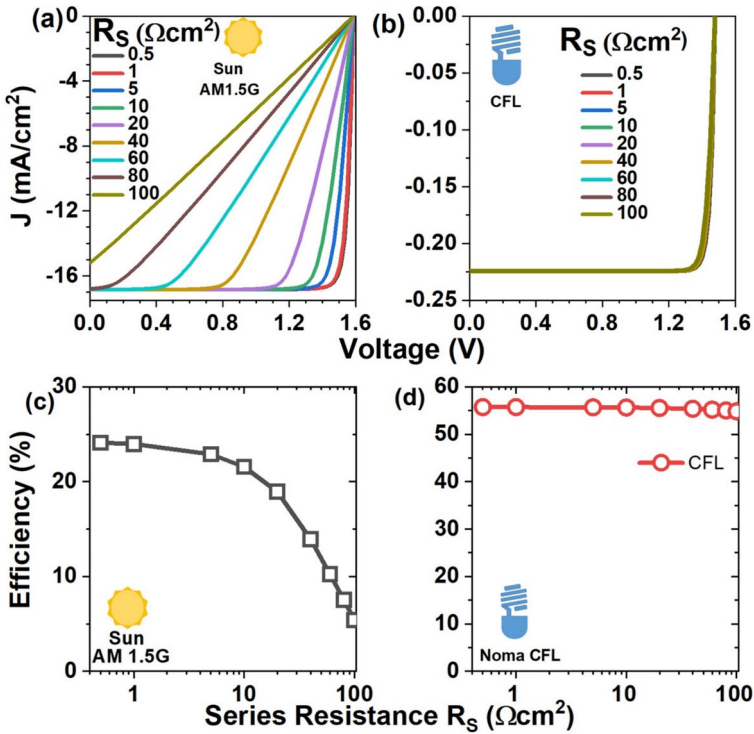 (a)
R_S (Ωcm²)
0.5
1
5
10
20
40
60
80
100
Sun
AM1.5G
0
-4
-8
-12
-16
J (mA/cm²)
0.0 0.4 0.8 1.2 1.6
(b)
CFL
R_S (Ωcm²)
0.5
1
5
10
20
40
60
80
100
0.00
-0.05
-0.10
-0.15
-0.20
-0.25
0.0 0.4 0.8 1.2 1.6
Voltage (V)
(c)
30
20
10
0
Efficiency (%)
Sun
AM 1.5G
1 10 100
(d)
60
50
40
30
20
10
0
CFL
Noma CFL
1 10 100
Series Resistance R_S (Ωcm²)